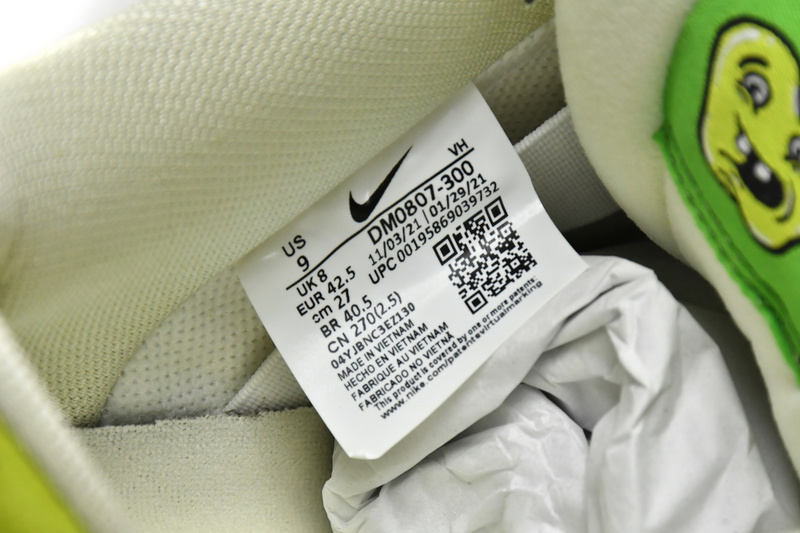 VH
US
9
DM0807-300
11/03/21 | 01/29/21
UPC 00195869039732
UK 8
EUR 42.5
cm 27
BR 40.5
CN 270(2.5)
04YJBNC3EZ130
MADE IN VIETNAM
HECHO EN VIETNAM
FABRIQUE AU VIETNAM
FABRICADO NO VIETNÃ
This product is covered by one or more patents:
www.nike.com/patentevirtualmarking